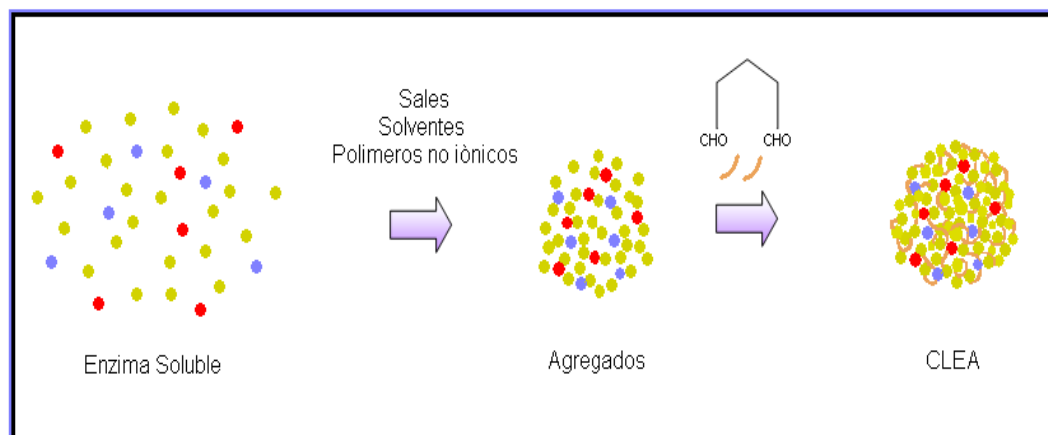 Sales
Solventes
Polimeros no iònicos
CHO CHO
Enzima Soluble
Agregados
CLEA